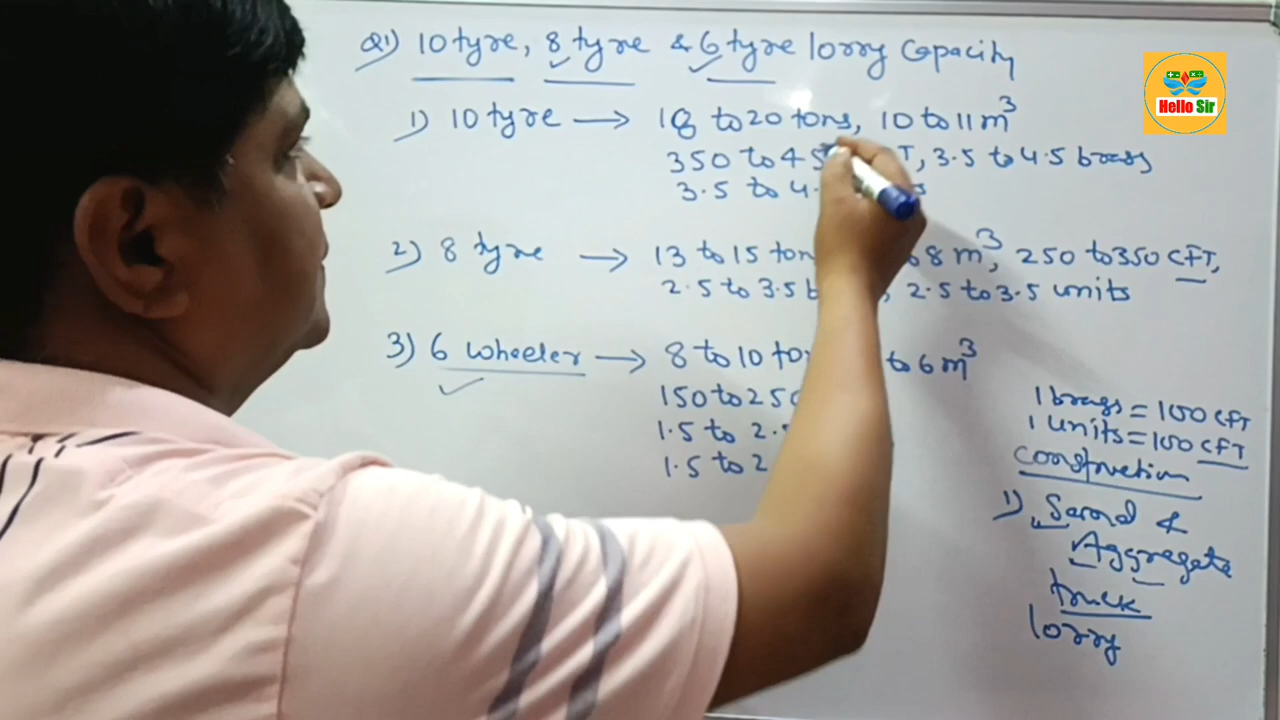 Q1) 10 tyre, 8 tyre & 6 tyre lorry Capacity
1) 10 tyre → 18 to 20 tons, 10 to 11 m³
350 to 45 T, 3.5 to 4.5 brass
3.5 to 4. s
2) 8 tyre → 13 to 15 ton 8 m³, 250 to 350 CFT,
2.5 to 3.5 b , 2.5 to 3.5 units
3) 6 wheeler → 8 to 10 to to 6 m³
150 to 250
1.5 to 2.
1.5 to 2
1 brass = 100 CFT
1 units = 100 CFT
Construction
1) Sand &
Aggregate
truck
lorry
Hello Sir